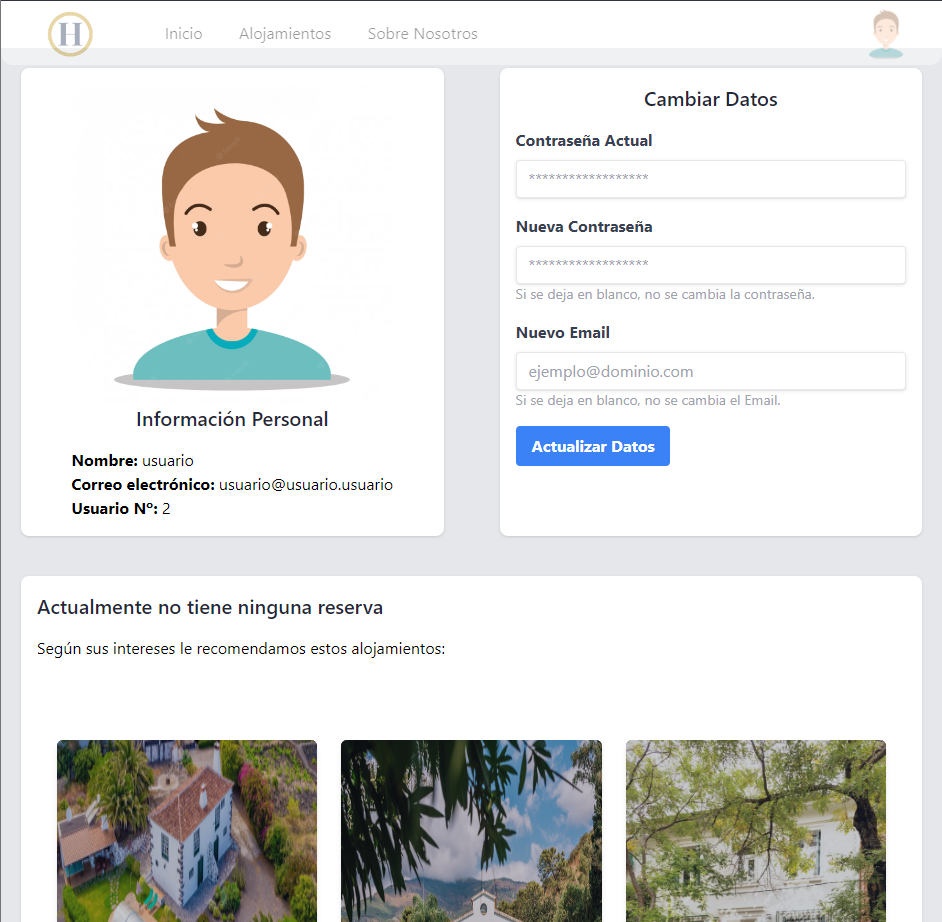 H
Inicio Alojamientos Sobre Nosotros
Información Personal
Nombre: usuario
Correo electrónico: usuario@usuario.usuario
Usuario Nº: 2
Cambiar Datos
Contraseña Actual
******************
Nueva Contraseña
******************
Si se deja en blanco, no se cambia la contraseña.
Nuevo Email
ejemplo@dominio.com
Si se deja en blanco, no se cambia el Email.
Actualizar Datos
Actualmente no tiene ninguna reserva
Según sus intereses le recomendamos estos alojamientos: